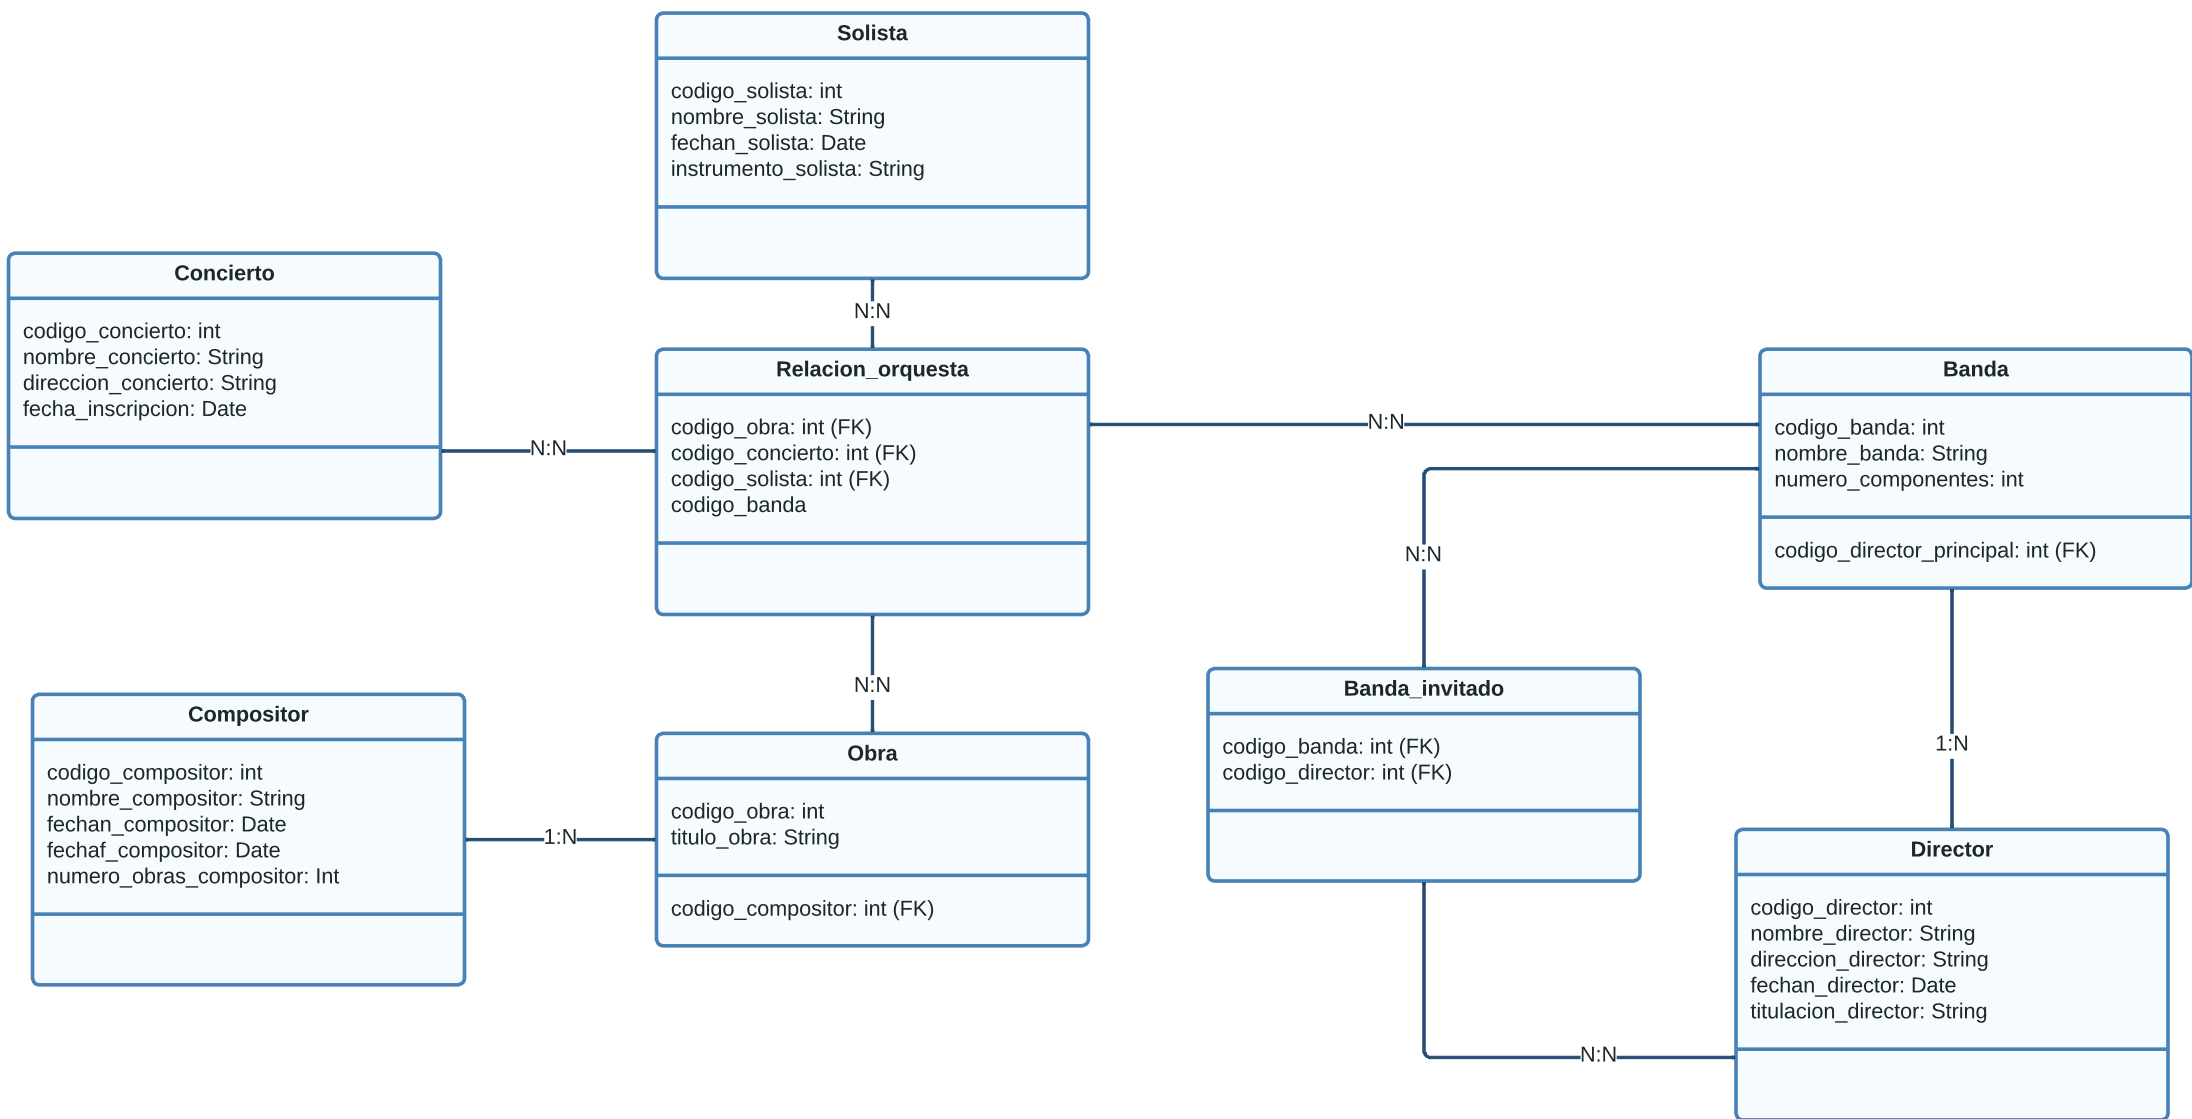 Solista
codigo_solista: int
nombre_solista: String
fechan_solista: Date
instrumento_solista: String
N:N
Concierto
codigo_concierto: int
nombre_concierto: String
direccion_concierto: String
fecha_inscripcion: Date
N:N
Relacion_orquesta
codigo_obra: int (FK)
codigo_concierto: int (FK)
codigo_solista: int (FK)
codigo_banda
N:N
Banda
codigo_banda: int
nombre_banda: String
numero_componentes: int
codigo_director_principal: int (FK)
N:N
N:N
Compositor
codigo_compositor: int
nombre_compositor: String
fechan_compositor: Date
fechaf_compositor: Date
numero_obras_compositor: Int
1:N
Obra
codigo_obra: int
titulo_obra: String
codigo_compositor: int (FK)
Banda_invitado
codigo_banda: int (FK)
codigo_director: int (FK)
1:N
Director
codigo_director: int
nombre_director: String
direccion_director: String
fechan_director: Date
titulacion_director: String
N:N